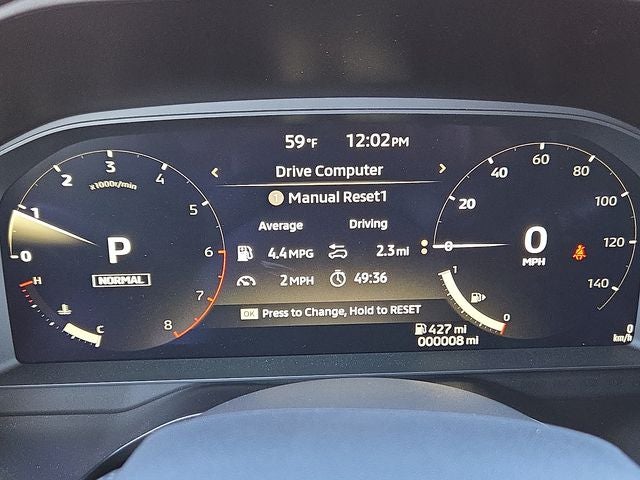 59°F 12:02PM
Drive Computer
1 Manual Reset1
Average Driving
4.4 MPG 2.3 mi
2 MPH 49:36
OK Press to Change, Hold to RESET
427 mi
000008 mi
0 1 2 3 4 5 6 7 8
x1000r/min
P
NORMAL
H
C
0 20 40 60 80 100 120 140
0
MPH
1
0
0
km/h